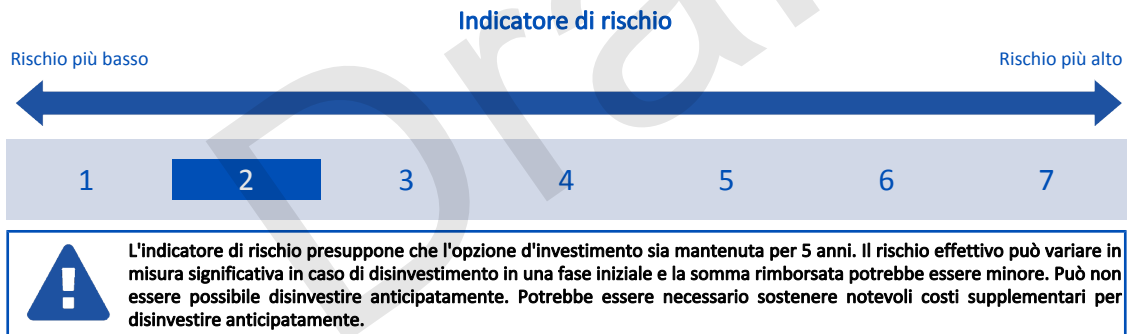 Indicatore di rischio
Rischio più basso
Rischio più alto
1 2 3 4 5 6 7
L'indicatore di rischio presuppone che l'opzione d'investimento sia mantenuta per 5 anni. Il rischio effettivo può variare in
misura significativa in caso di disinvestimento in una fase iniziale e la somma rimborsata potrebbe essere minore. Può non
essere possibile disinvestire anticipatamente. Potrebbe essere necessario sostenere notevoli costi supplementari per
disinvestire anticipatamente.